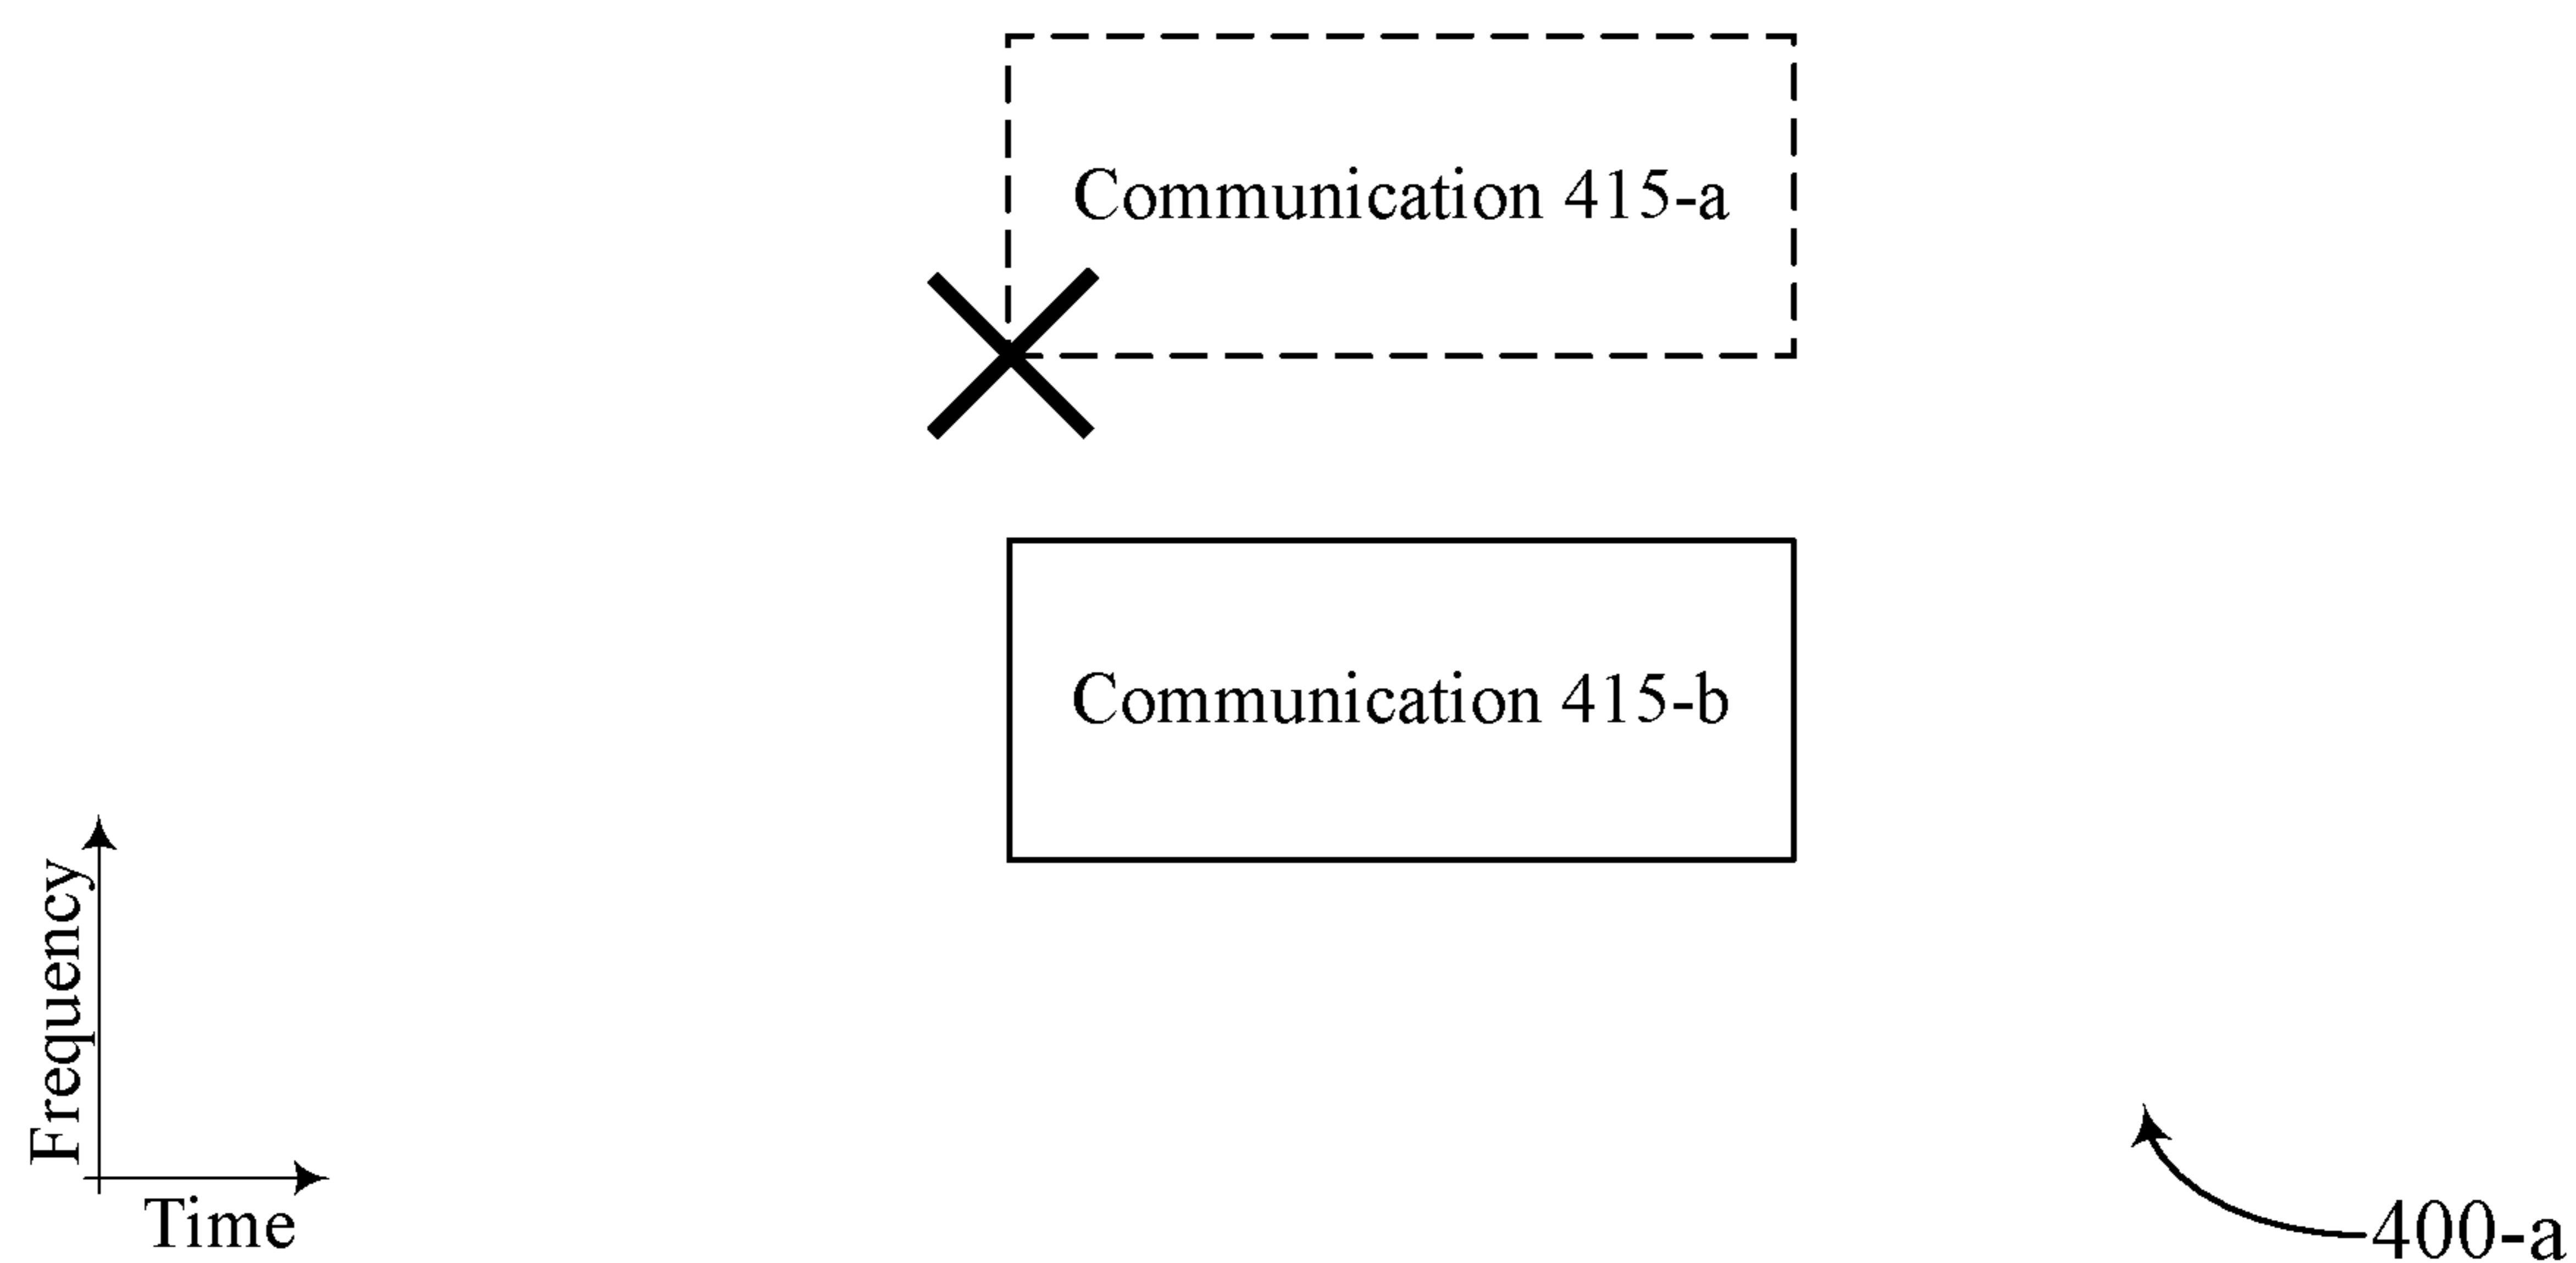 Communication 415-a
Communication 415-b
Frequency
Time
400-a